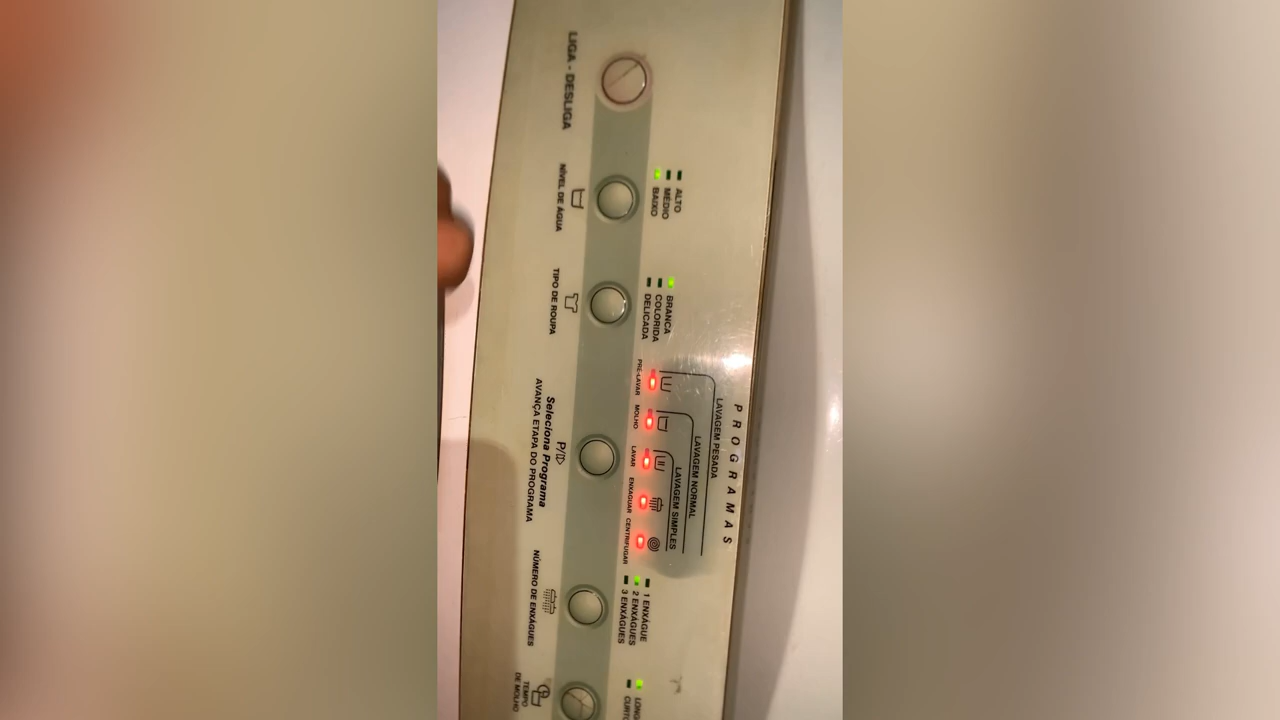 PROGRAMAS
LAVAGEM PESADA
LAVAGEM NORMAL
LAVAGEM SIMPLES
ALTO
MÉDIO
BAIXO
BRANCA
COLORIDA
DELICADA
PRÉ-LAVAR
MOLHO
LAVAR
ENXAGUAR
CENTRIFUGAR
1 ENXÁGUE
2 ENXÁGUES
3 ENXÁGUES
LONG
CURTO
LIGA - DESLIGA
NÍVEL DE ÁGUA
TIPO DE ROUPA
P/
Seleciona Programa
AVANÇA ETAPA DO PROGRAMA
NÚMERO DE ENXÁGUES
TEMPO
DE MOLHO